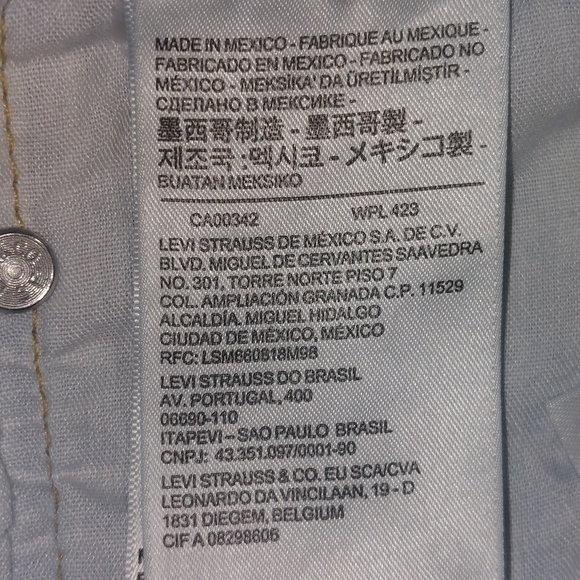 MADE IN MEXICO - FABRIQUE AU MEXIQUE -
FABRICADO EN MEXICO - FABRICADO NO
MÉXICO - MEKSİKA' DA ÜRETİLMİŞTİR -
СДЕЛАНО В МЕКСИКЕ -
墨西哥制造 - 墨西哥製 -
제조국 :멕시코 - メキシコ製 -
BUATAN MEKSIKO
CA00342 WPL 423
LEVI STRAUSS DE MÉXICO S.A. DE C.V.
BLVD. MIGUEL DE CERVANTES SAAVEDRA
NO. 301, TORRE NORTE PISO 7
COL. AMPLIACIÓN GRANADA C.P. 11529
ALCALDÍA. MIGUEL HIDALGO
CIUDAD DE MÉXICO, MÉXICO
RFC: LSM660618M98
LEVI STRAUSS DO BRASIL
AV. PORTUGAL, 400
06690-110
ITAPEVI – SAO PAULO BRASIL
CNPJ: 43.351.097/0001-90
LEVI STRAUSS & CO. EU SCA/CVA
LEONARDO DA VINCILAAN, 19 - D
1831 DIEGEM, BELGIUM
CIF A 08298606